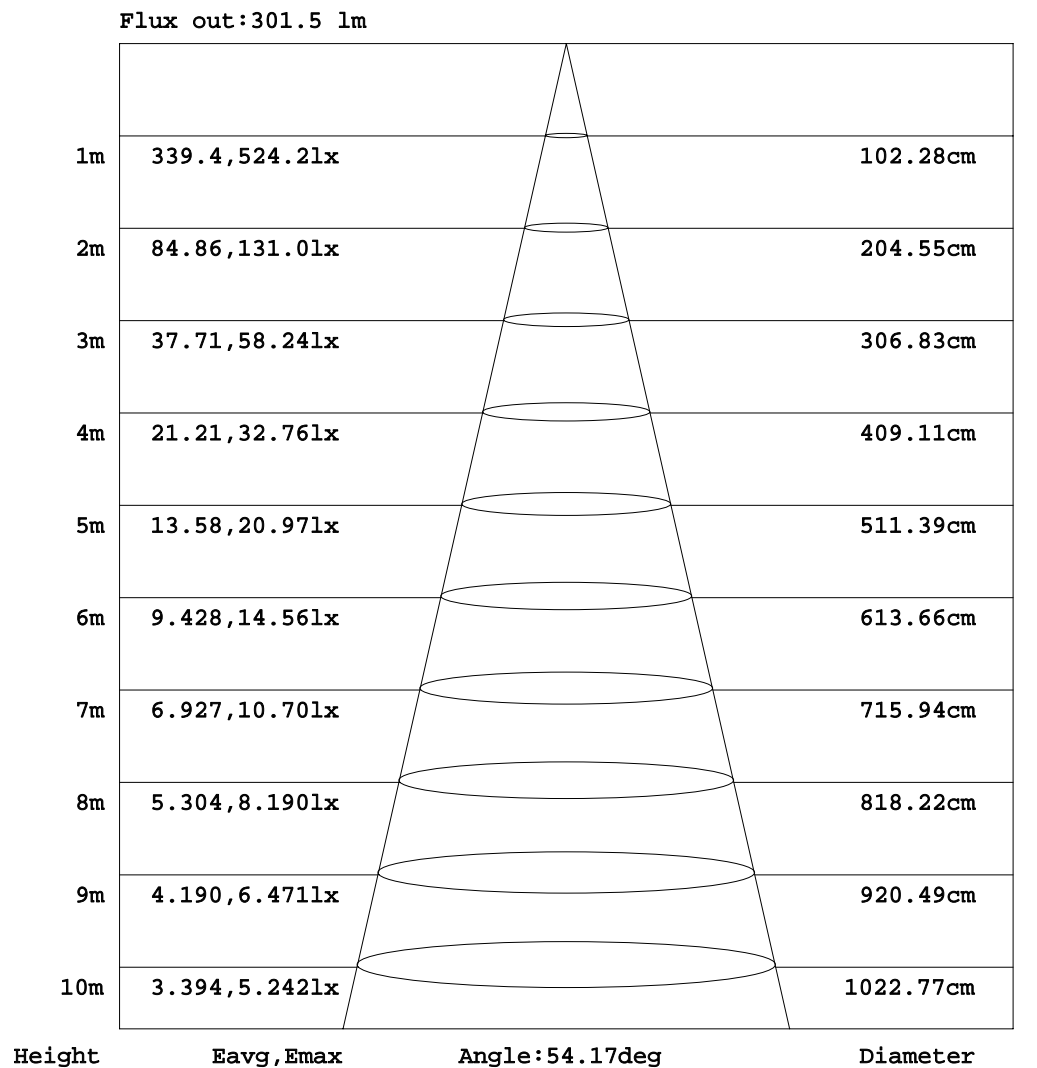 Flux out:301.5 lm
1m 339.4,524.2lx 102.28cm
2m 84.86,131.0lx 204.55cm
3m 37.71,58.24lx 306.83cm
4m 21.21,32.76lx 409.11cm
5m 13.58,20.97lx 511.39cm
6m 9.428,14.56lx 613.66cm
7m 6.927,10.70lx 715.94cm
8m 5.304,8.190lx 818.22cm
9m 4.190,6.471lx 920.49cm
10m 3.394,5.242lx 1022.77cm
Height Eavg,Emax Angle:54.17deg Diameter